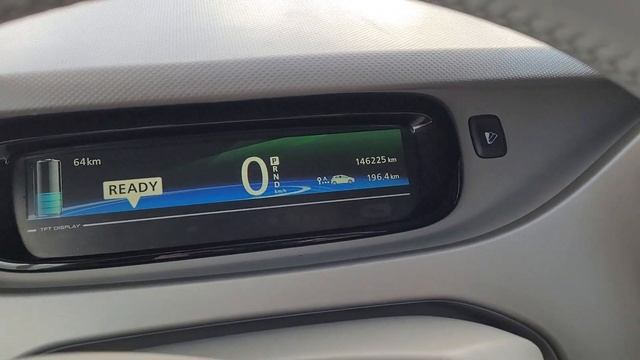 64km
READY
0
P
R
N
D
km/h
146225 km
196.4 km
TFT DISPLAY